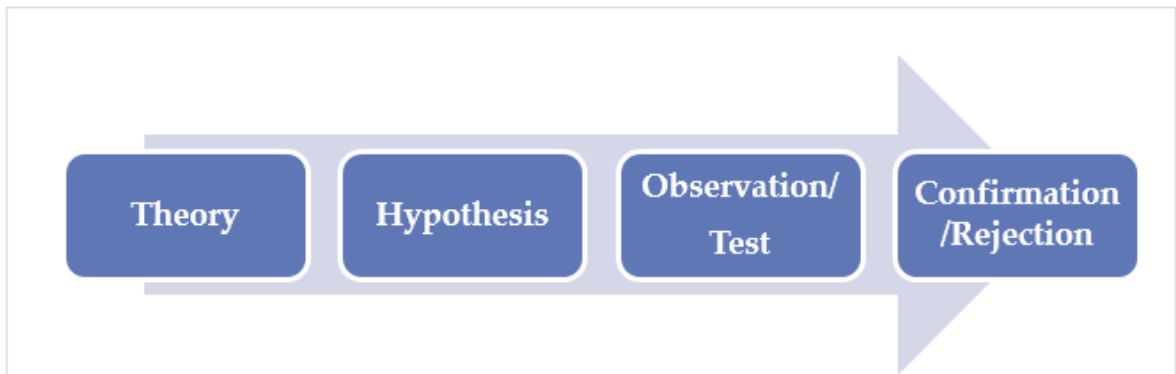 Theory
Hypothesis
Observation/
Test
Confirmation
/Rejection